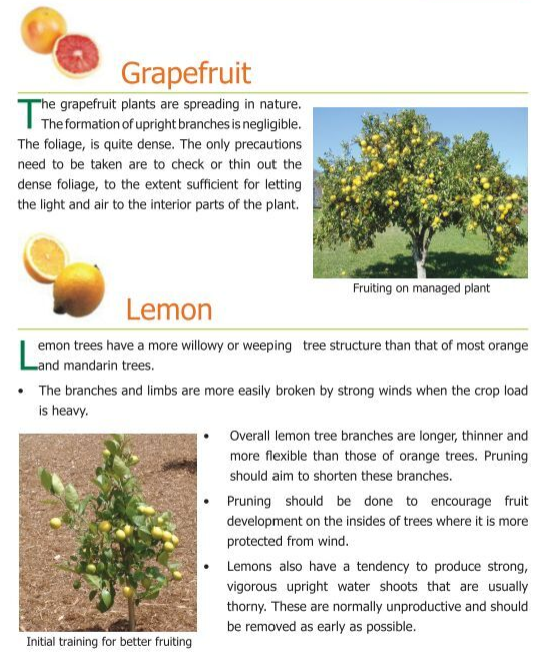 Grapefruit
The grapefruit plants are spreading in nature.
The formation of upright branches is negligible.
The foliage, is quite dense. The only precautions
need to be taken are to check or thin out the
dense foliage, to the extent sufficient for letting
the light and air to the interior parts of the plant.
Fruiting on managed plant
Lemon
Lemon trees have a more willowy or weeping tree structure than that of most orange
and mandarin trees.
• The branches and limbs are more easily broken by strong winds when the crop load
is heavy.
• Overall lemon tree branches are longer, thinner and
more flexible than those of orange trees. Pruning
should aim to shorten these branches.
• Pruning should be done to encourage fruit
development on the insides of trees where it is more
protected from wind.
• Lemons also have a tendency to produce strong,
vigorous upright water shoots that are usually
thorny. These are normally unproductive and should
be removed as early as possible.
Initial training for better fruiting